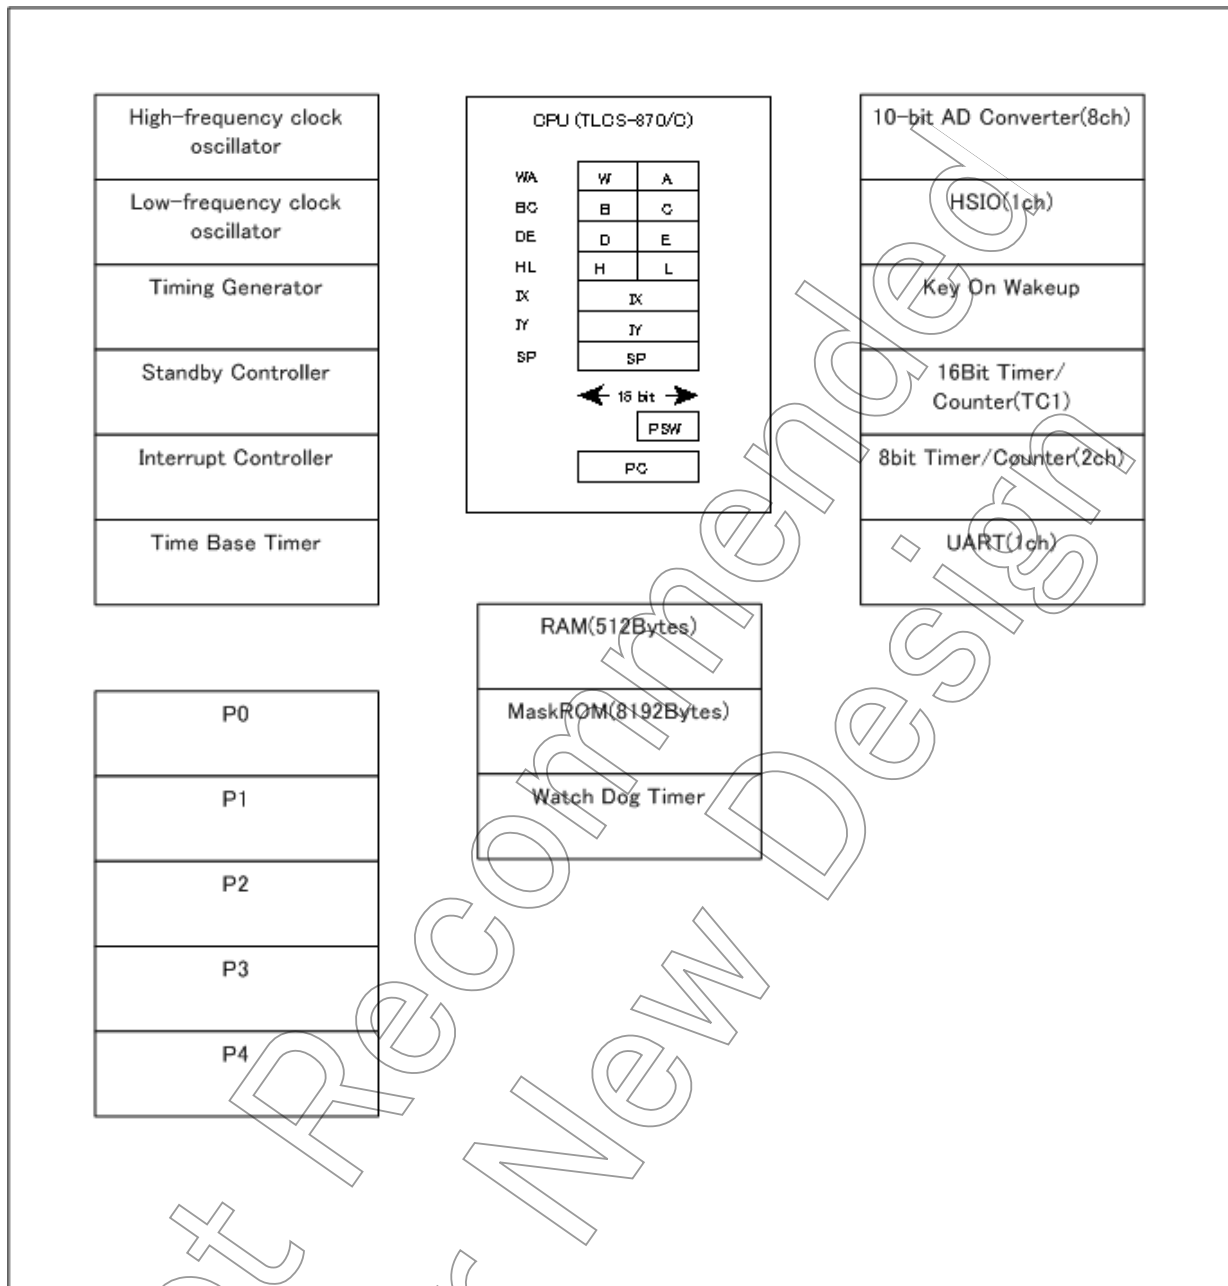 High-frequency clock
oscillator
Low-frequency clock
oscillator
Timing Generator
Standby Controller
Interrupt Controller
Time Base Timer
CPU (TLCS-870/C)
WA W A
BC B C
DE D E
HL H L
IX IX
IY IY
SP SP
16 bit
PSW
PC
10-bit AD Converter(8ch)
HSIO(1ch)
Key On Wakeup
16Bit Timer/
Counter(TC1)
8bit Timer/Counter(2ch)
UART(1ch)
RAM(512Bytes)
MaskROM(8192Bytes)
Watch Dog Timer
P0
P1
P2
P3
P4
Recommended
New Design